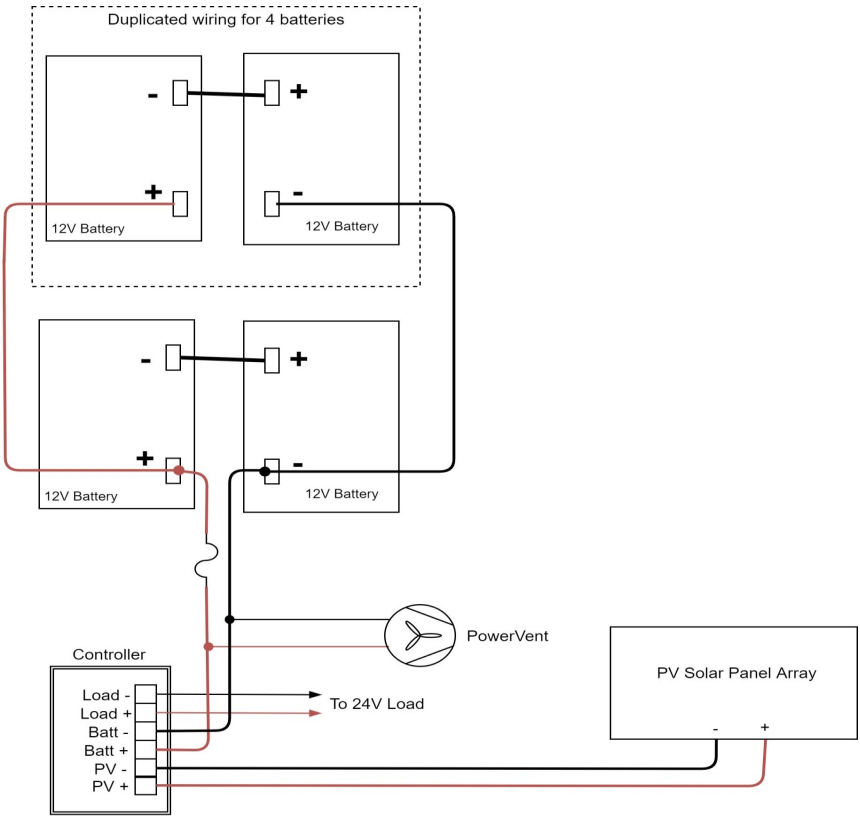 Duplicated wiring for 4 batteries
- +
+ -
12V Battery 12V Battery
- +
+ -
12V Battery 12V Battery
PowerVent
Controller
PV Solar Panel Array
- +
Load -
Load +
To 24V Load
Batt -
Batt +
PV -
PV +